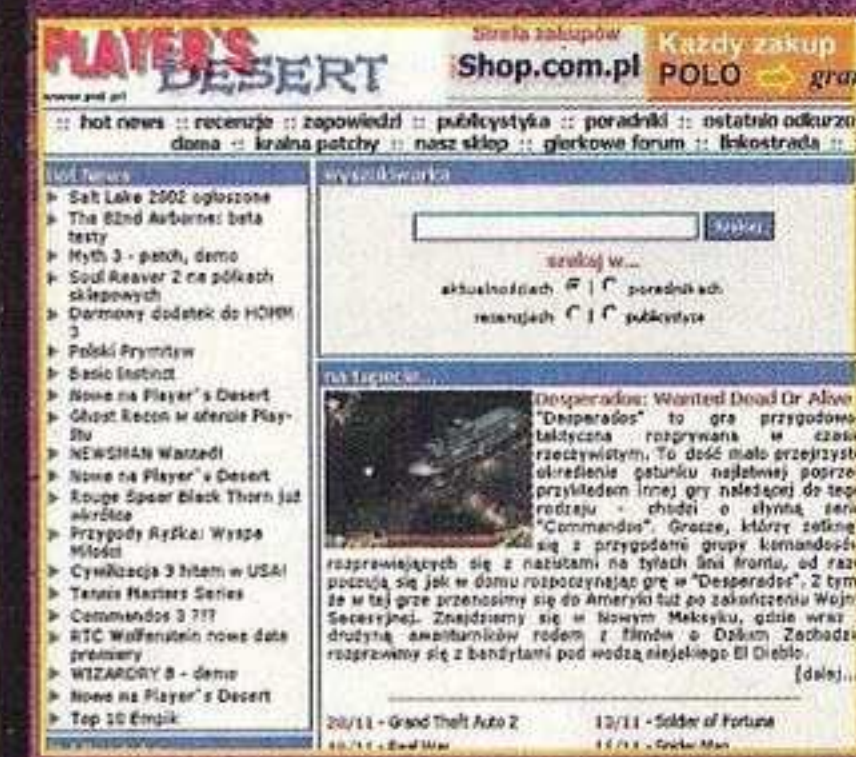 PLAYER'S
DESERT
www.pd.pl
Strefa zakupów
Shop.com.pl
Każdy zakup
POLO
:: hot news :: recenzje :: zapowiedzi :: publicystyka :: poradniki :: ostatnio odkurzo
dema :: kraina patchy :: nasz sklep :: gierkowe forum :: linkostrada ::
hot news
Salt Lake 2002 ogłoszone
The 82nd Airborne: beta
testy
Myth 3 - patch, demo
Soul Reaver 2 na półkach
sklepowych
Darmowy dodatek do HOMM
3
Polski Prymityw
Basic Instinct
Nowe na Player's Desert
Ghost Recon w ofercie Play-
itu
NEWSMAN Wanted!
Nowe na Player's Desert
Rouge Spear Black Thorn już
wkrótce
Przygody Ryśka: Wyspa
Miłości
Cywilizacja 3 hitem w USA!
Tennis Masters Series
Commandos 3 ???
RTC Wolfenstein nowa data
premiery
WIZARDRY 8 - demo
Nowe na Player's Desert
Top 10 Empik
wyszukiwarka
szukaj
szukaj w...
aktualnościach | poradnikach
recenzjach | publicystyce
na tapecie...
Desperados: Wanted Dead Or Alive
"Desperados" to gra przygodowo
taktyczna rozgrywana w czasie
rzeczywistym. To dość mało przejrzyste
określenie gatunku najłatwiej poprzeć
przykładem innej gry należącej do tego
rodzaju - chodzi o słynną serię
"Commandos". Gracze, którzy zetknęli
się z przygodami grupy komandosów
rozprawiających się z nazistami na tyłach linii frontu, od razu
poczują się jak w domu rozpoczynając grę w "Desperados". Z tym
że w tej grze przenosimy się do Ameryki tuż po zakończeniu Wojny
Secesyjnej. Znajdziemy się w Nowym Meksyku, gdzie wraz
drużyną awanturników rodem z filmów o Dzikim Zachodzie
rozprawimy się z bandytami pod wodzą niejakiego El Diablo.
[dalej...
20/11 - Grand Theft Auto 2
13/11 - Soldier of Fortune